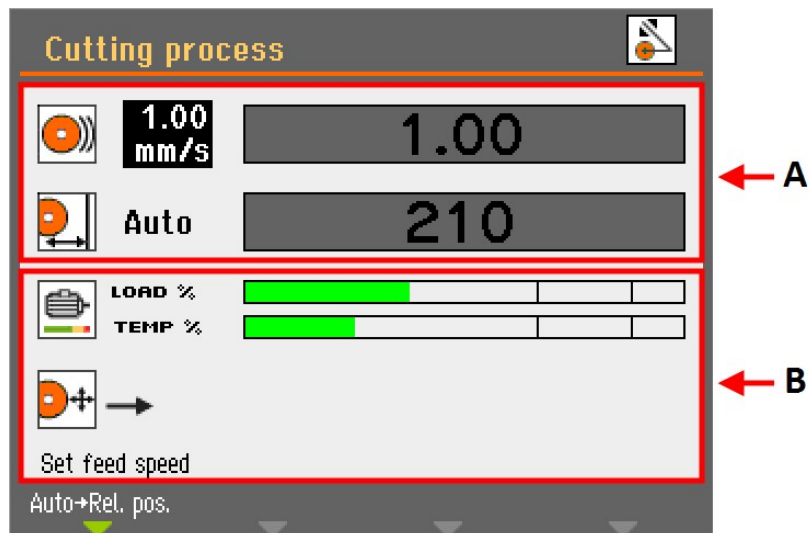 Cutting process
1.00
mm/s
1.00
A
Auto
210
LOAD %
TEMP %
B
Set feed speed
Auto→Rel. pos.